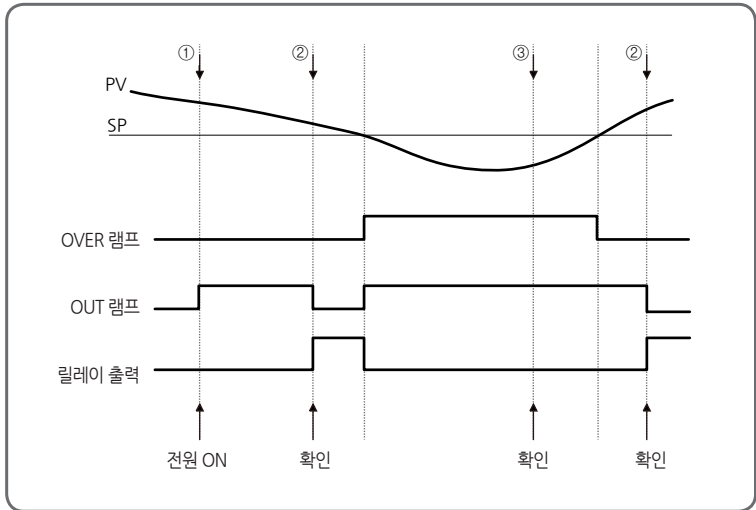 ① ② ③ ②
PV
SP
OVER 램프
OUT 램프
릴레이 출력
전원 ON 확인 확인 확인